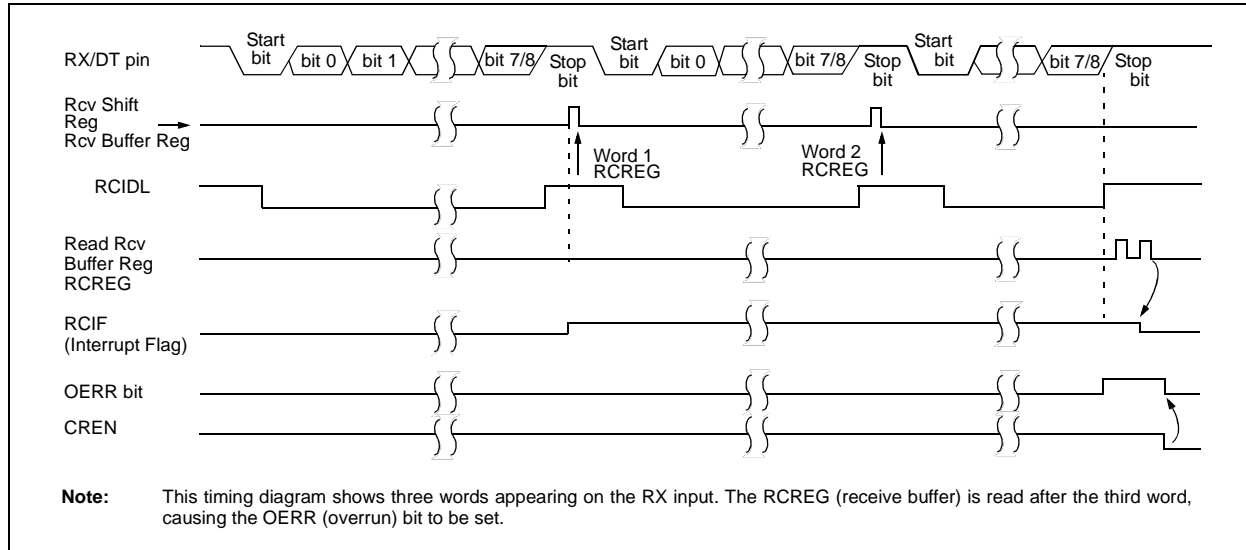 RX/DT pin
Start
bit
bit 0
bit 1
bit 7/8
Stop
bit
Start
bit
bit 0
bit 7/8
Stop
bit
Start
bit
bit 7/8
Stop
bit
Rcv Shift
Reg
Rcv Buffer Reg
Word 1
RCREG
Word 2
RCREG
RCIDL
Read Rcv
Buffer Reg
RCREG
RCIF
(Interrupt Flag)
OERR bit
CREN
Note: This timing diagram shows three words appearing on the RX input. The RCREG (receive buffer) is read after the third word,
causing the OERR (overrun) bit to be set.